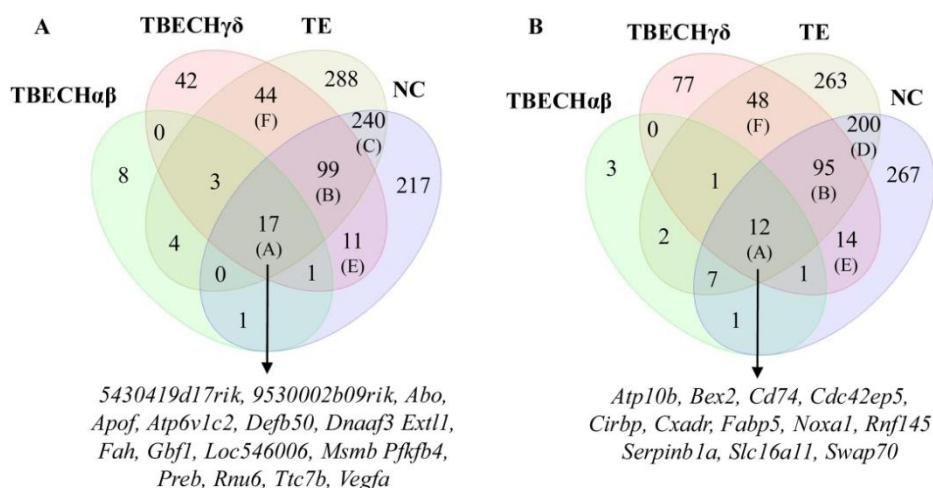 A
TBECHγδ
TE
TBECHαβ
NC
42
288
44
(F)
240
(C)
0
8
3
99
(B)
217
17
(A)
4
11
(E)
0
1
1
5430419d17rik, 9530002b09rik, Abo,
Apof, Atp6v1c2, Defb50, Dnaaf3 Extl1,
Fah, Gbf1, Loc546006, Msmb Pfkfb4,
Preb, Rnu6, Ttc7b, Vegfa
B
TBECHγδ
TE
TBECHαβ
NC
77
263
48
(F)
200
(D)
0
3
1
95
(B)
267
12
(A)
2
14
(E)
7
1
1
Atp10b, Bex2, Cd74, Cdc42ep5,
Cirbp, Cxadr, Fabp5, Noxa1, Rnf145
Serpinb1a, Slc16a11, Swap70